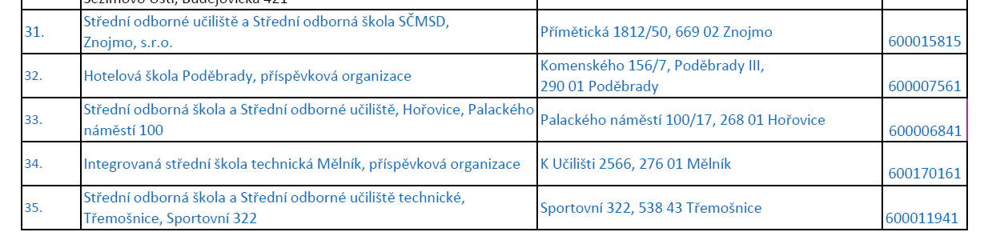 Sezimovo Ústí, Budějovická 421
31.
Střední odborné učiliště a Střední odborná škola SČMSD,
Znojmo, s.r.o.
Přímětická 1812/50, 669 02 Znojmo
600015815
32.
Hotelová škola Poděbrady, příspěvková organizace
Komenského 156/7, Poděbrady III,
290 01 Poděbrady
600007561
33.
Střední odborná škola a Střední odborné učiliště, Hořovice, Palackého
náměstí 100
Palackého náměstí 100/17, 268 01 Hořovice
600006841
34.
Integrovaná střední škola technická Mělník, příspěvková organizace
K Učilišti 2566, 276 01 Mělník
600170161
35.
Střední odborná škola a Střední odborné učiliště technické,
Třemošnice, Sportovní 322
Sportovní 322, 538 43 Třemošnice
600011941